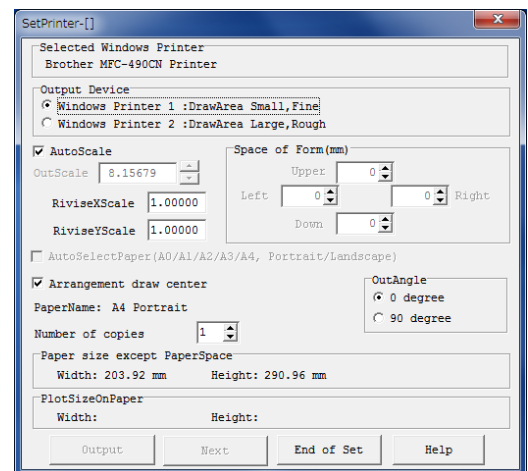 SetPrinter-[]
Selected Windows Printer
Brother MFC-490CN Printer
Output Device
Windows Printer 1 :DrawArea Small,Fine
Windows Printer 2 :DrawArea Large,Rough
AutoScale
OutScale 8.15679
RiviseXScale 1.00000
RiviseYScale 1.00000
Space of Form(mm)
Upper 0
Left 0 0 Right
Down 0
AutoSelectPaper(A0/A1/A2/A3/A4, Portrait/Landscape)
Arrangement draw center
PaperName: A4 Portrait
Number of copies 1
OutAngle
0 degree
90 degree
Paper size except PaperSpace
Width: 203.92 mm Height: 290.96 mm
PlotSizeOnPaper
Width: Height:
Output Next End of Set Help